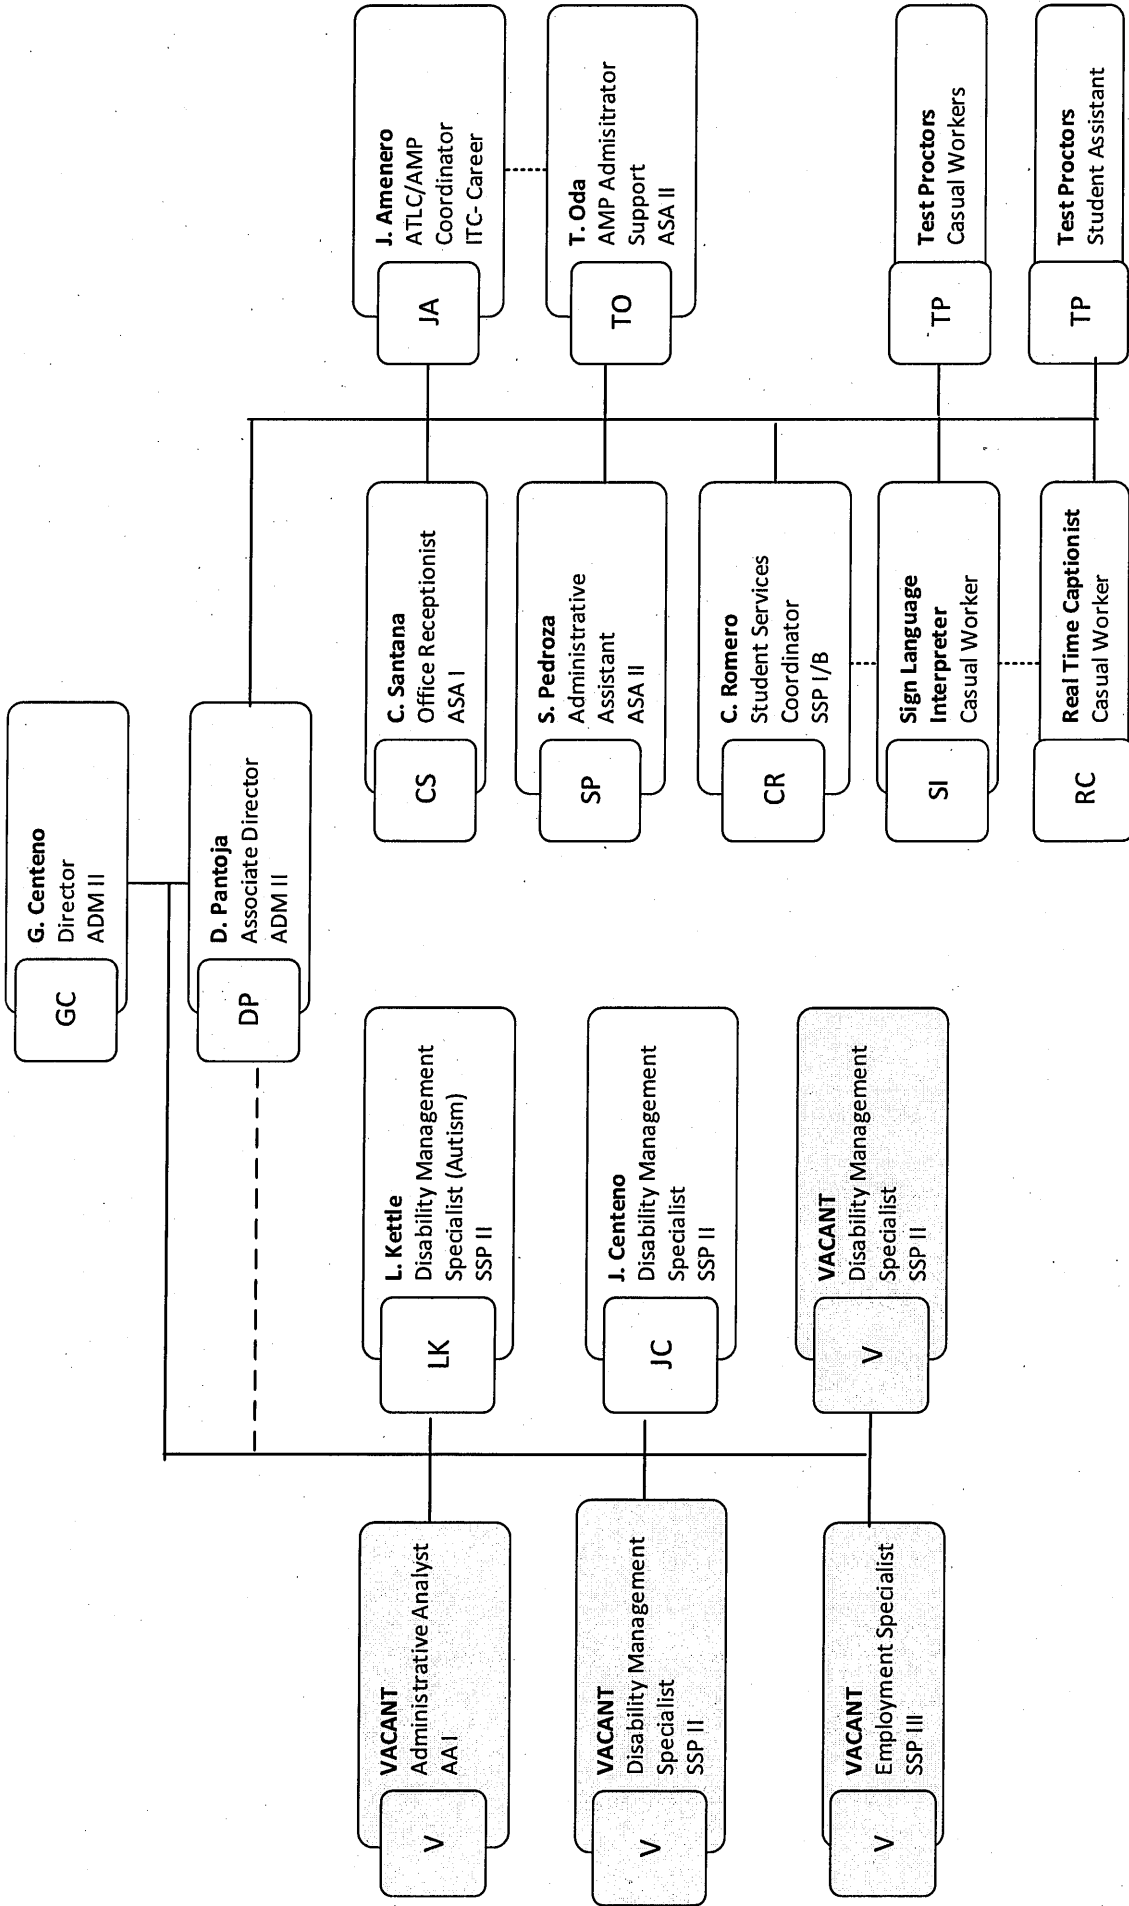 GC
G. Centeno
Director
ADM II
DP
D. Pantoja
Associate Director
ADM II
V
VACANT
Administrative Analyst
AA I
LK
L. Kettle
Disability Management
Specialist (Autism)
SSP II
V
VACANT
Disability Management
Specialist
SSP II
JC
J. Centeno
Disability Management
Specialist
SSP II
V
VACANT
Employment Specialist
SSP III
V
VACANT
Disability Management
Specialist
SSP II
CS
C. Santana
Office Receptionist
ASA I
JA
J. Amenero
ATLC/AMP
Coordinator
ITC- Career
SP
S. Pedroza
Administrative
Assistant
ASA II
TO
T. Oda
AMP Admisitrator
Support
ASA II
CR
C. Romero
Student Services
Coordinator
SSP I/B
SI
Sign Language
Interpreter
Casual Worker
TP
Test Proctors
Casual Workers
RC
Real Time Captionist
Casual Worker
TP
Test Proctors
Student Assistant